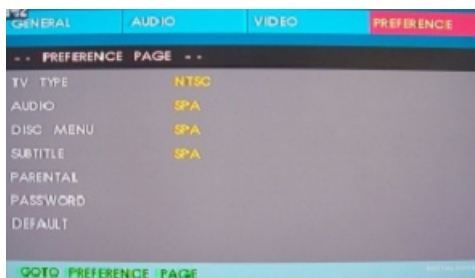 GENERAL AUDIO VIDEO PREFERENCE
- - PREFERENCE PAGE - -
TV TYPE NTSC
AUDIO SPA
DISC MENU SPA
SUBTITLE SPA
PARENTAL
PASSWORD
DEFAULT
GOTO PREFERENCE PAGE